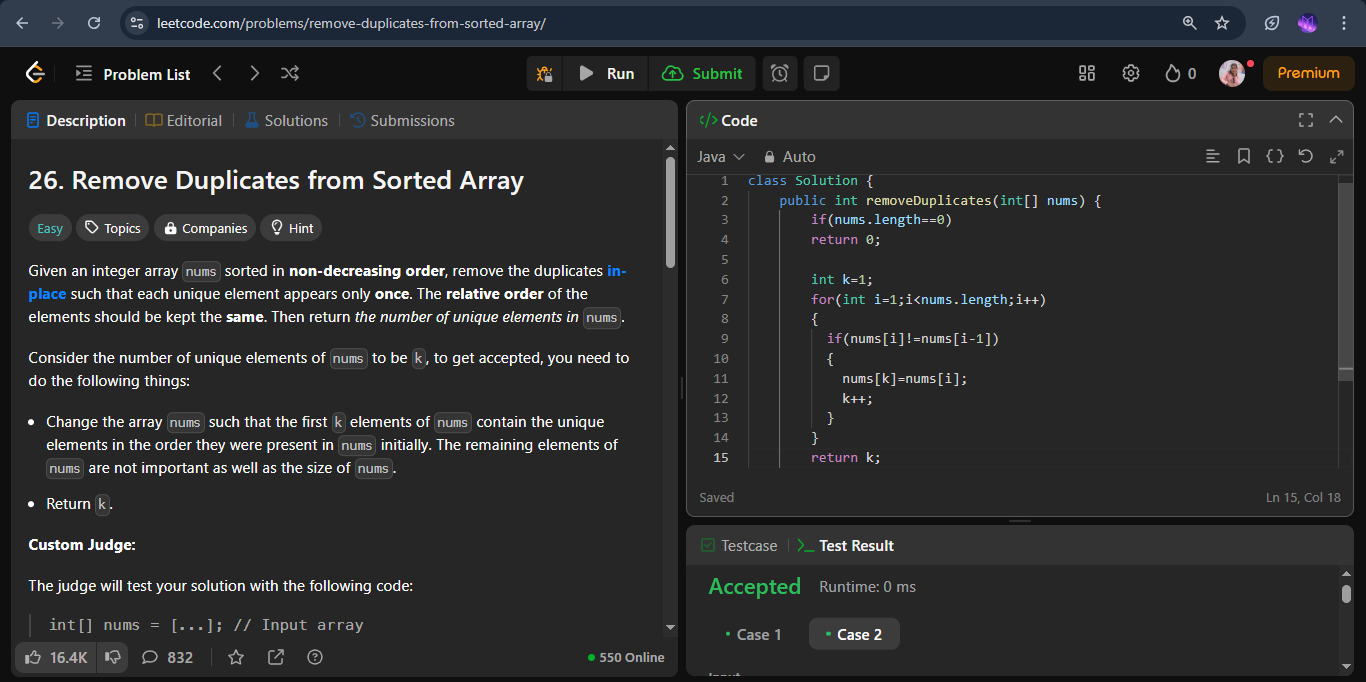 leetcode.com/problems/remove-duplicates-from-sorted-array/
Problem List
Run
Submit
0
Premium
Description
Editorial
Solutions
Submissions
26. Remove Duplicates from Sorted Array
Easy
Topics
Companies
Hint
Given an integer array nums sorted in non-decreasing order, remove the duplicates in-
place such that each unique element appears only once. The relative order of the
elements should be kept the same. Then return the number of unique elements in nums.
Consider the number of unique elements of nums to be k, to get accepted, you need to
do the following things:
• Change the array nums such that the first k elements of nums contain the unique
elements in the order they were present in nums initially. The remaining elements of
nums are not important as well as the size of nums.
• Return k.
Custom Judge:
The judge will test your solution with the following code:
int[] nums = [...]; // Input array
16.4K
832
550 Online
</> Code
Java
Auto
1 class Solution {
2 public int removeDuplicates(int[] nums) {
3 if(nums.length==0)
4 return 0;
5
6 int k=1;
7 for(int i=1;i<nums.length;i++)
8 {
9 if(nums[i]!=nums[i-1])
10 {
11 nums[k]=nums[i];
12 k++;
13 }
14 }
15 return k;
Saved
Ln 15, Col 18
Testcase
Test Result
Accepted
Runtime: 0 ms
• Case 1
• Case 2